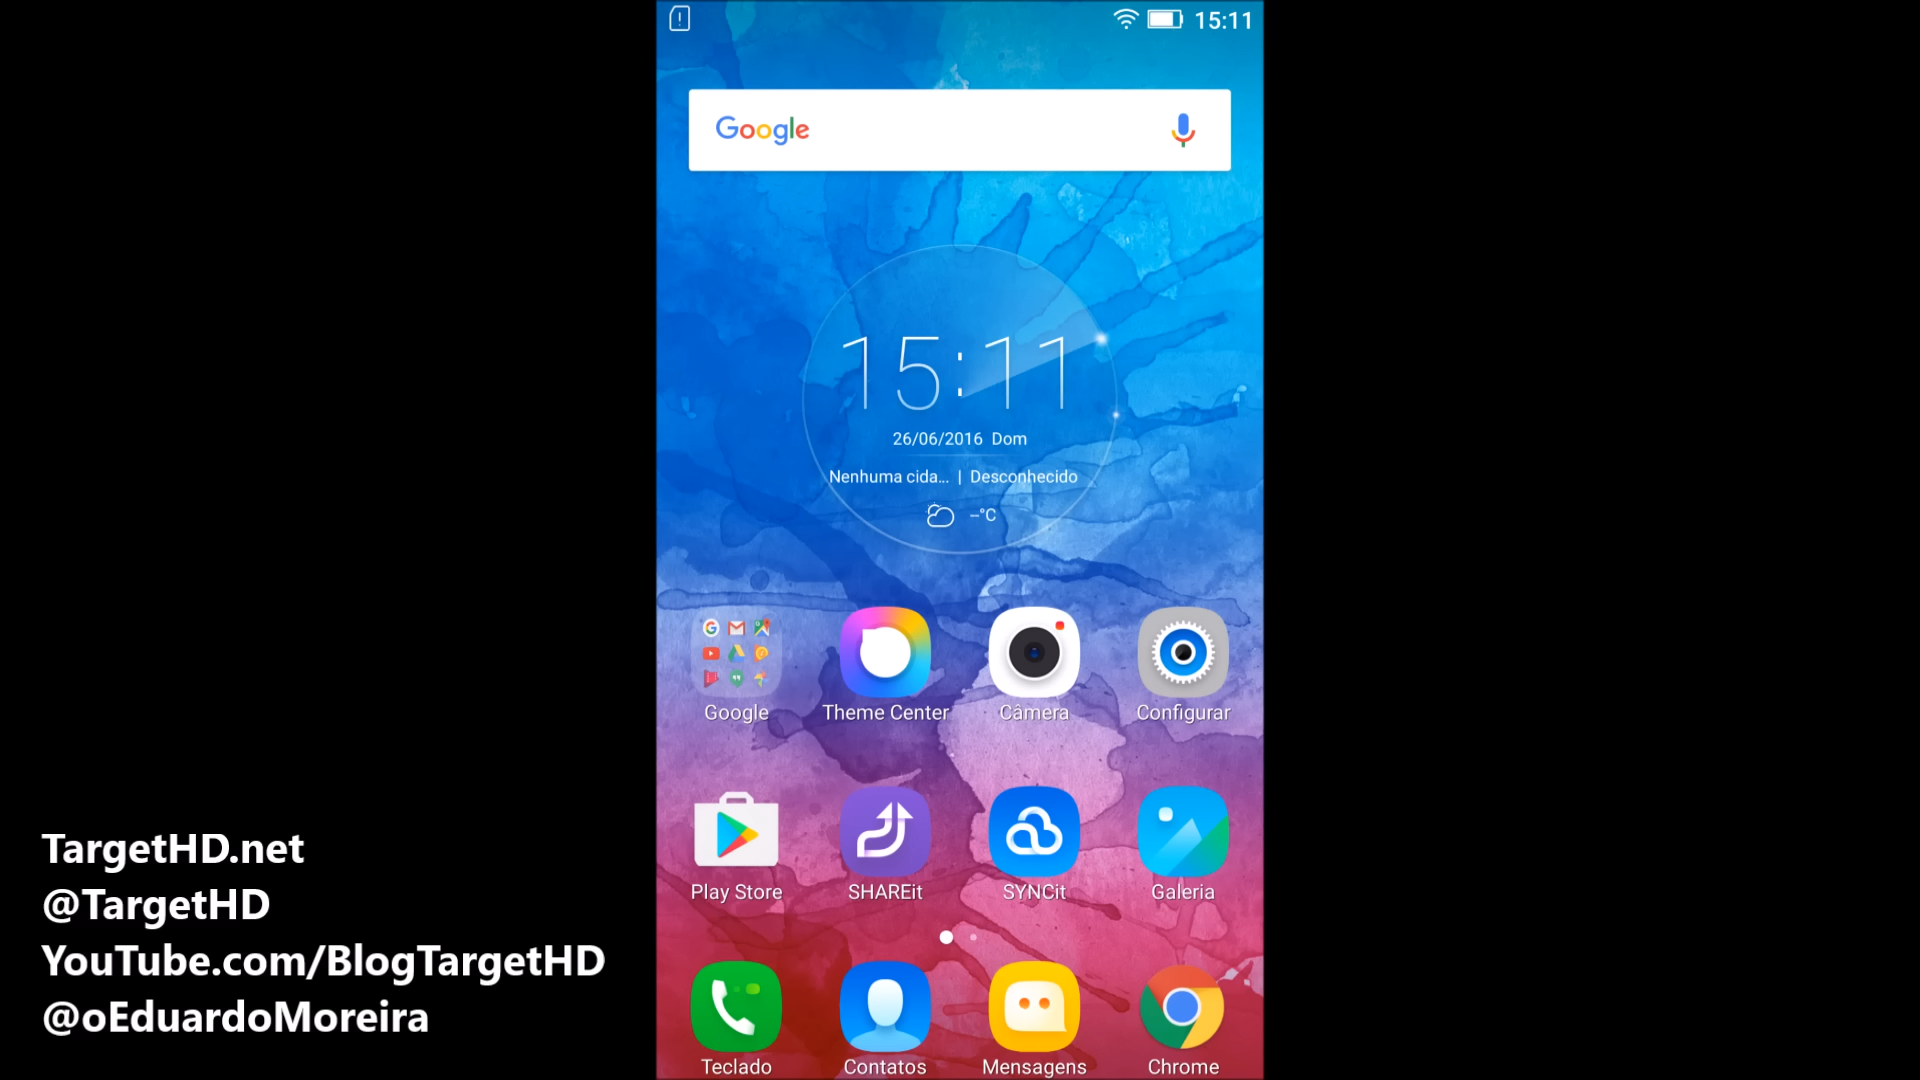 15:11
Google
15:11
26/06/2016 Dom
Nenhuma cida... | Desconhecido
--°C
Google Theme Center Câmera Configurar
Play Store SHAREit SYNCit Galeria
Teclado Contatos Mensagens Chrome
TargetHD.net
@TargetHD
YouTube.com/BlogTargetHD
@oEduardoMoreira